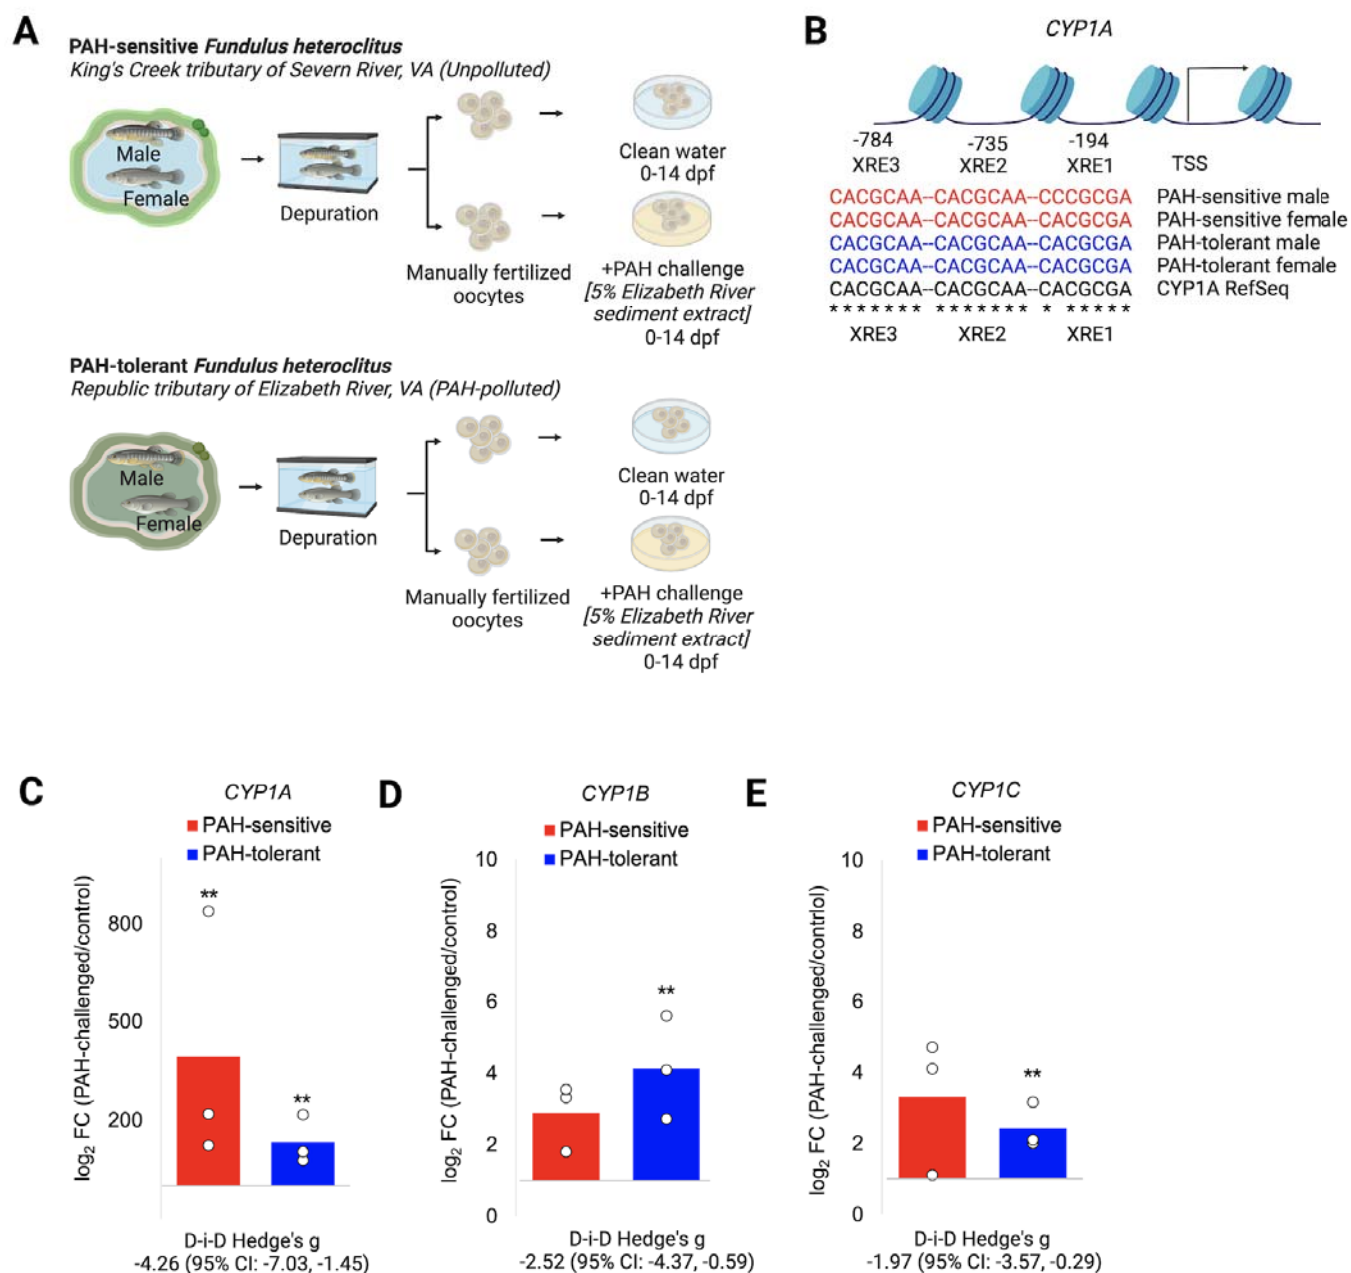 A
PAH-sensitive Fundulus heteroclitus
King's Creek tributary of Severn River, VA (Unpolluted)
Male
Female
Depuration
Manually fertilized
oocytes
Clean water
0-14 dpf
+PAH challenge
[5% Elizabeth River
sediment extract]
0-14 dpf
PAH-tolerant Fundulus heteroclitus
Republic tributary of Elizabeth River, VA (PAH-polluted)
Male
Female
Depuration
Manually fertilized
oocytes
Clean water
0-14 dpf
+PAH challenge
[5% Elizabeth River
sediment extract]
0-14 dpf
B
CYP1A
-784 -735 -194
XRE3 XRE2 XRE1 TSS
CACGCAA--CACGCAA--CCCGCGA PAH-sensitive male
CACGCAA--CACGCAA--CACGCGA PAH-sensitive female
CACGCAA--CACGCAA--CACGCGA PAH-tolerant male
CACGCAA--CACGCAA--CACGCGA PAH-tolerant female
CACGCAA--CACGCAA--CACGCGA CYP1A RefSeq
******* ******* * *****
XRE3 XRE2 XRE1
C
CYP1A
PAH-sensitive
PAH-tolerant
log2 FC (PAH-challenged/control)
800
500
200
**
**
D-i-D Hedge's g
-4.26 (95% CI: -7.03, -1.45)
D
CYP1B
PAH-sensitive
PAH-tolerant
log2 FC (PAH-challenged/control)
10
8
6
4
2
0
**
D-i-D Hedge's g
-2.52 (95% CI: -4.37, -0.59)
E
CYP1C
PAH-sensitive
PAH-tolerant
log2 FC (PAH-challenged/contriol)
10
8
6
4
2
0
**
D-i-D Hedge's g
-1.97 (95% CI: -3.57, -0.29)